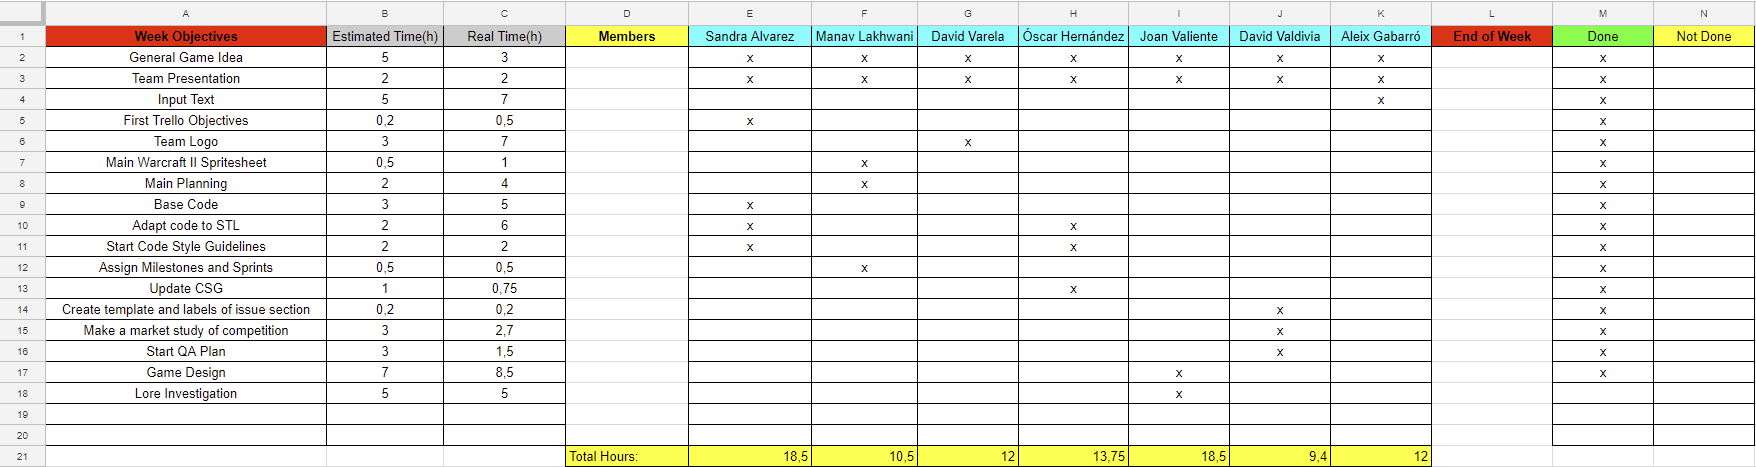 A B C D E F G H I J K L M N
1 Week Objectives Estimated Time(h) Real Time(h) Members Sandra Alvarez Manav Lakhwani David Varela Óscar Hernández Joan Valiente David Valdivia Aleix Gabarró End of Week Done Not Done
2 General Game Idea 5 3 x x x x x x x x
3 Team Presentation 2 2 x x x x x x x x
4 Input Text 5 7 x x
5 First Trello Objectives 0,2 0,5 x x
6 Team Logo 3 7 x x
7 Main Warcraft II Spritesheet 0,5 1 x x
8 Main Planning 2 4 x x
9 Base Code 3 5 x x
10 Adapt code to STL 2 6 x x x
11 Start Code Style Guidelines 2 2 x x x
12 Assign Milestones and Sprints 0,5 0,5 x x
13 Update CSG 1 0,75 x x
14 Create template and labels of issue section 0,2 0,2 x x
15 Make a market study of competition 3 2,7 x x
16 Start QA Plan 3 1,5 x x
17 Game Design 7 8,5 x x
18 Lore Investigation 5 5 x
19
20
21 Total Hours: 18,5 10,5 12 13,75 18,5 9,4 12